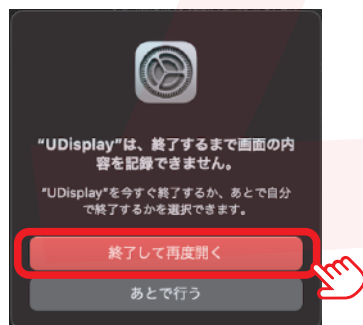 "UDisplay"は、終了するまで画面の内
容を記録できません。
"UDisplay"を今すぐ終了するか、あとで自分
で終了するかを選択できます。
終了して再度開く
あとで行う